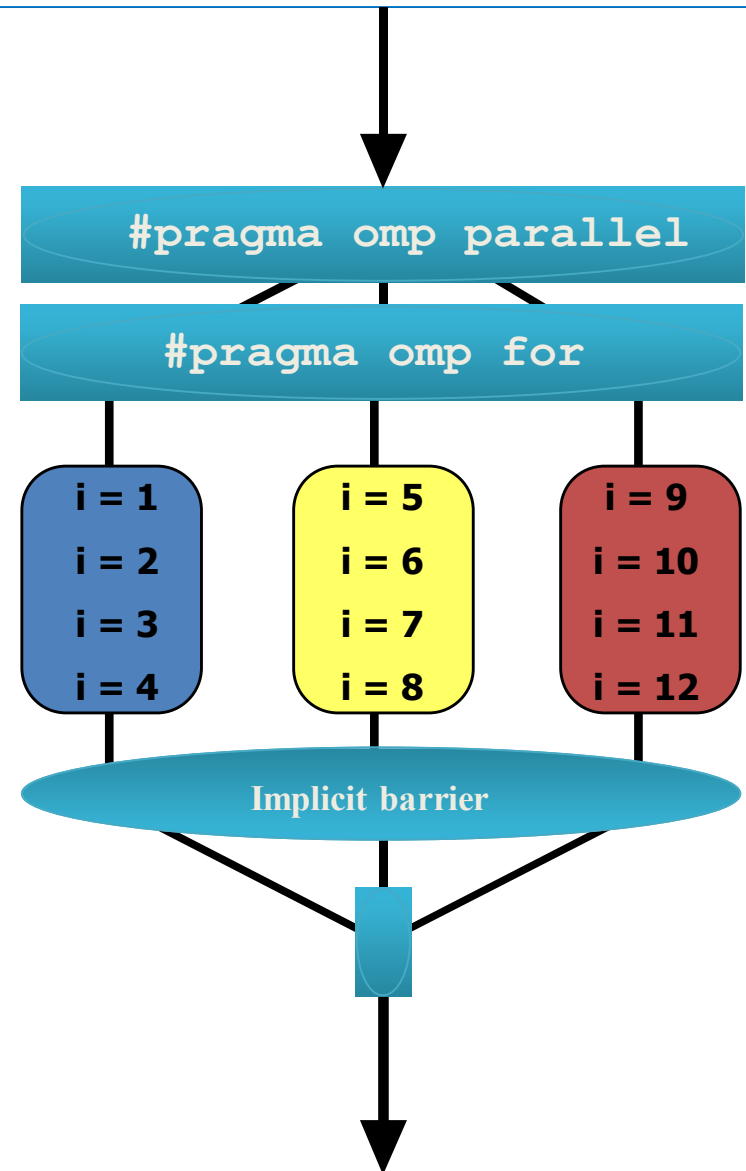 #pragma omp parallel
#pragma omp for
i = 1
i = 2
i = 3
i = 4
i = 5
i = 6
i = 7
i = 8
i = 9
i = 10
i = 11
i = 12
Implicit barrier